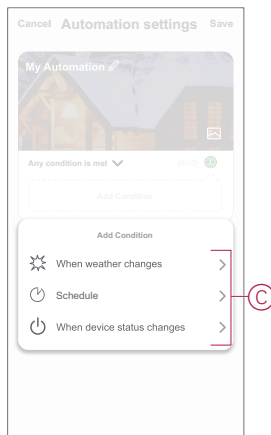 Cancel Automation settings Save
My Automation
Any condition is met
Add Condition
Add Condition
When weather changes
Schedule
When device status changes
C